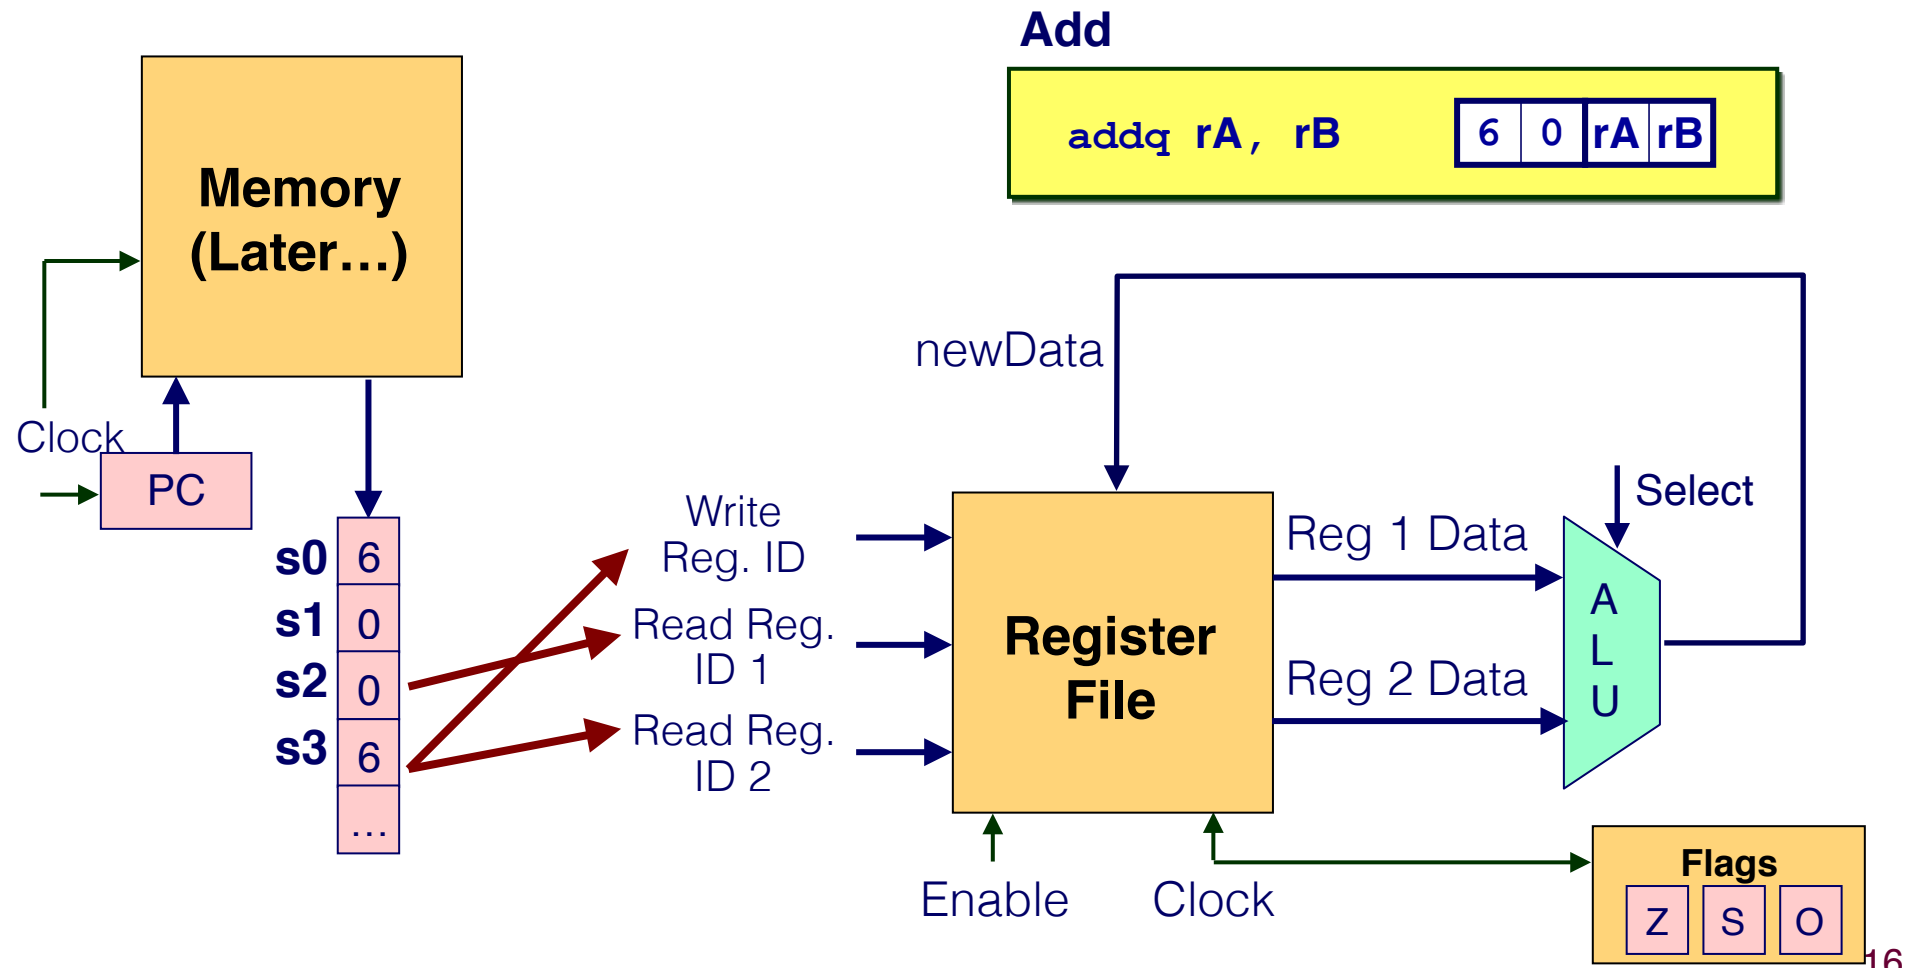 Add
addq rA, rB
6 0 rA rB
Memory
(Later...)
newData
Clock
PC
Select
s0 6
s1 0
s2 0
s3 6
...
Write
Reg. ID
Read Reg.
ID 1
Read Reg.
ID 2
Register
File
Reg 1 Data
Reg 2 Data
A
L
U
Enable
Clock
Flags
Z S O
16